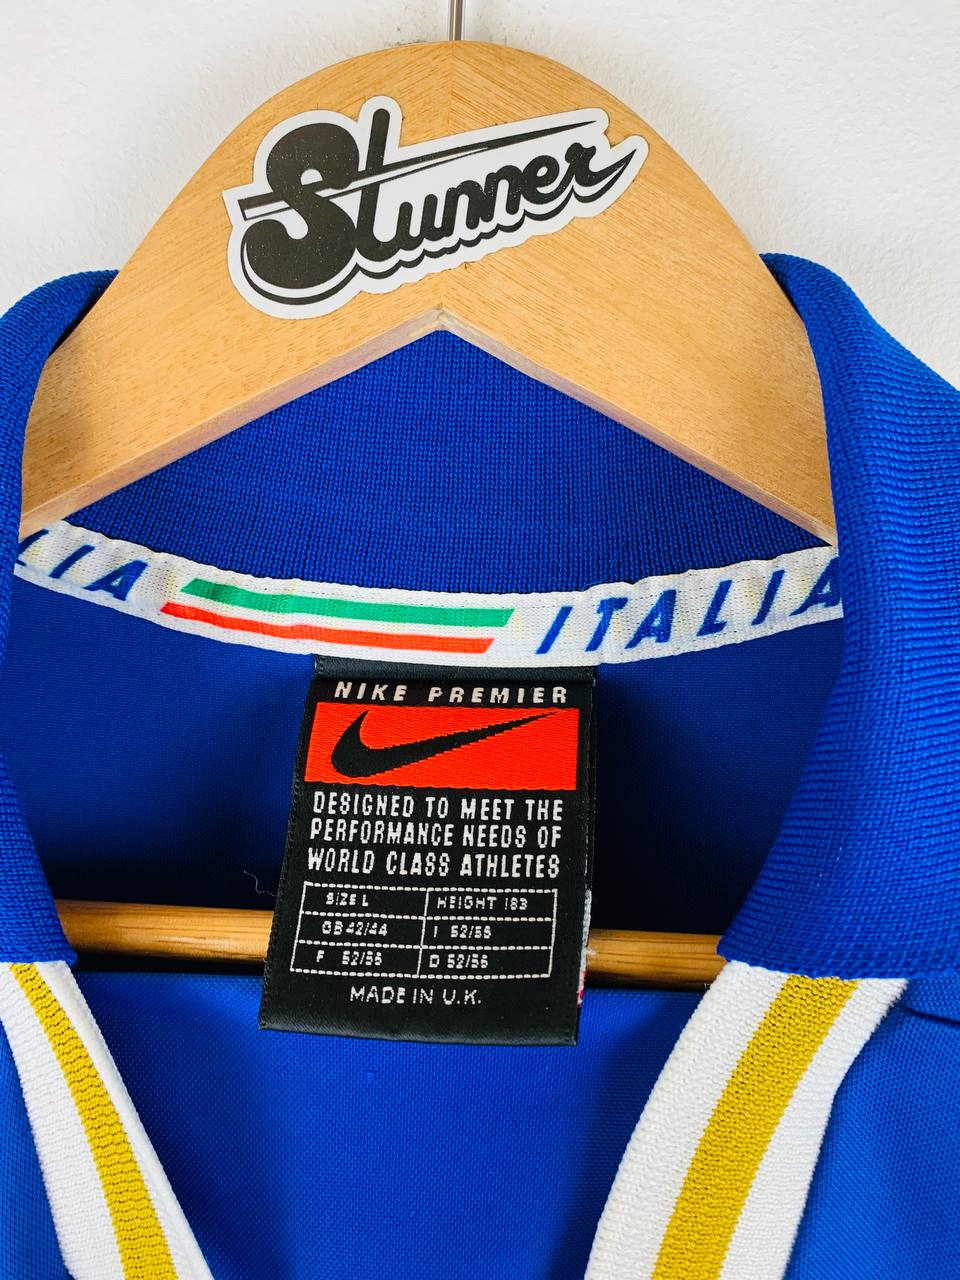 Stunner
LIA ITALIA
NIKE PREMIER
DESIGNED TO MEET THE
PERFORMANCE NEEDS OF
WORLD CLASS ATHLETES
SIZE L HEIGHT 183
GB 42/44 I 52/56
F 52/56 D 52/56
MADE IN U.K.